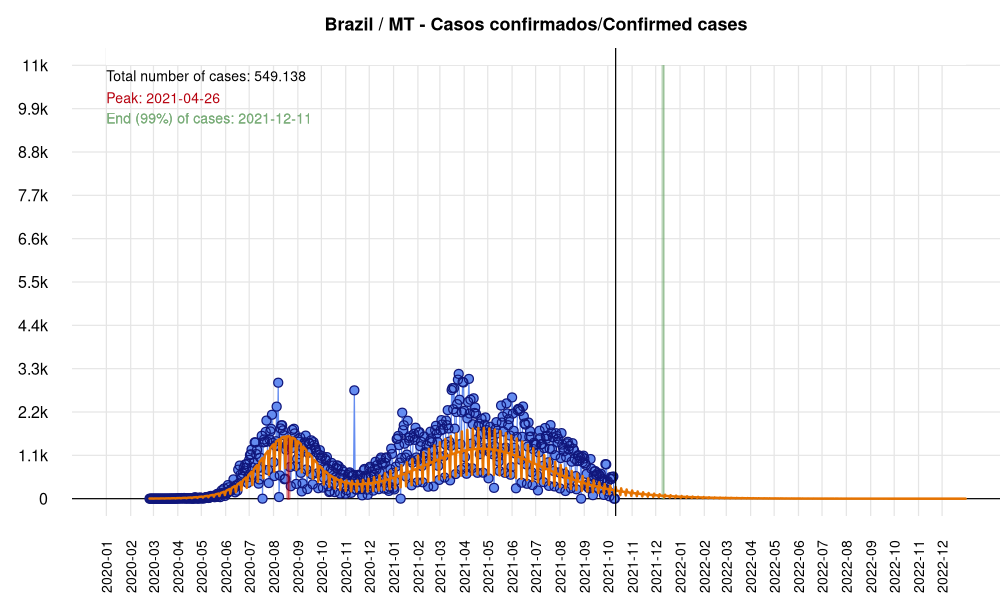 Brazil / MT - Casos confirmados/Confirmed cases
Total number of cases: 549.138
Peak: 2021-04-26
End (99%) of cases: 2021-12-11
11k
9.9k
8.8k
7.7k
6.6k
5.5k
4.4k
3.3k
2.2k
1.1k
0
2020-01
2020-02
2020-03
2020-04
2020-05
2020-06
2020-07
2020-08
2020-09
2020-10
2020-11
2020-12
2021-01
2021-02
2021-03
2021-04
2021-05
2021-06
2021-07
2021-08
2021-09
2021-10
2021-11
2021-12
2022-01
2022-02
2022-03
2022-04
2022-05
2022-06
2022-07
2022-08
2022-09
2022-10
2022-11
2022-12